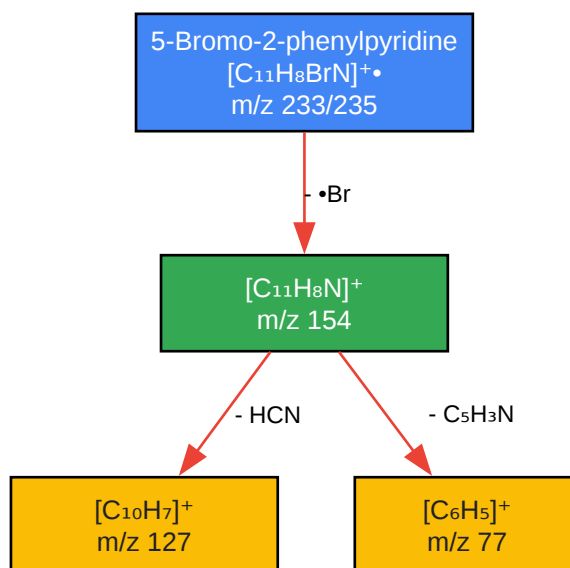 5-Bromo-2-phenylpyridine
[C₁₁H₈BrN]⁺•
m/z 233/235
- •Br
[C₁₁H₈N]⁺
m/z 154
- HCN
- C₅H₃N
[C₁₀H₇]⁺
m/z 127
[C₆H₅]⁺
m/z 77